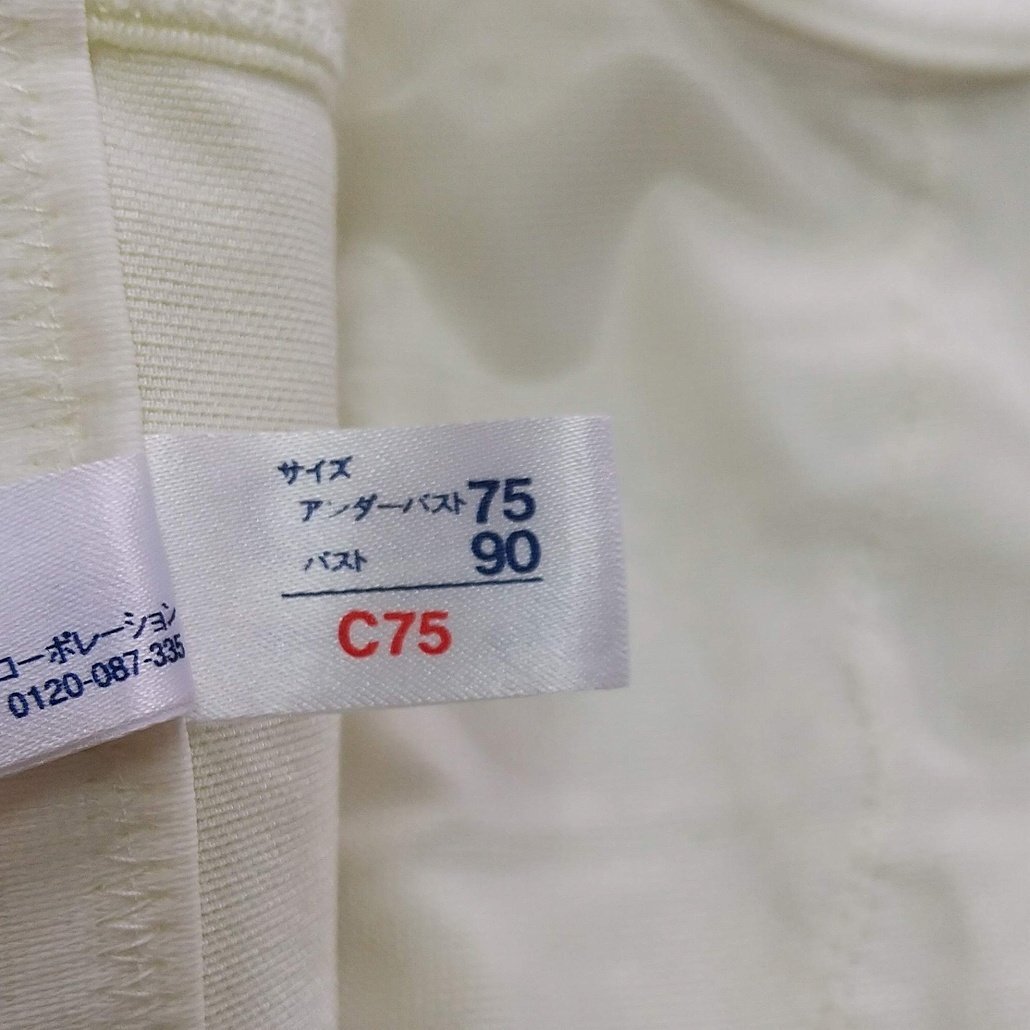 サイズ
アンダーバスト75
バスト 90
C75
コーポレーション
0120-087-335